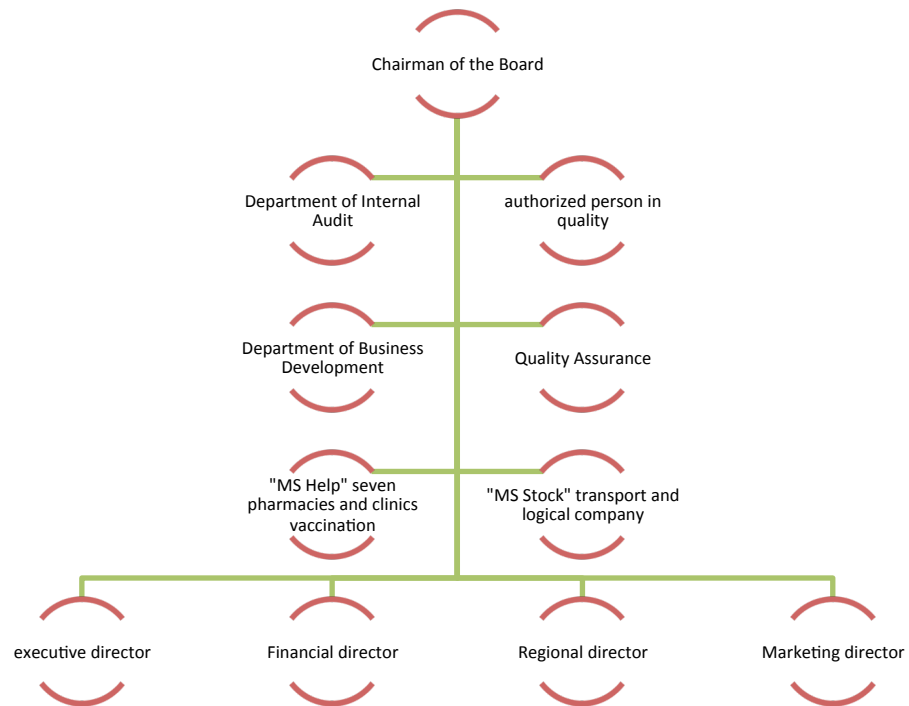 Chairman of the Board
Department of Internal
Audit
authorized person in
quality
Department of Business
Development
Quality Assurance
"MS Help" seven
pharmacies and clinics
vaccination
"MS Stock" transport and
logical company
executive director
Financial director
Regional director
Marketing director